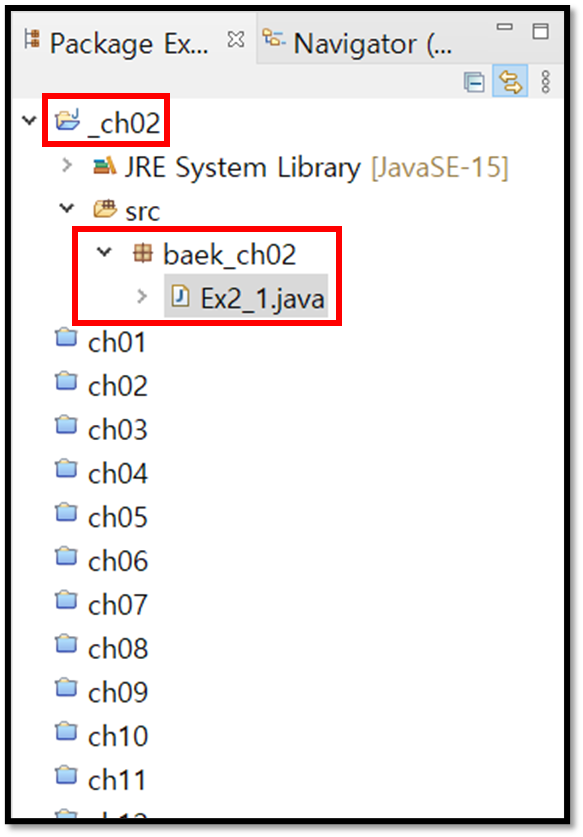 Package Ex... Navigator (...
_ch02
JRE System Library [JavaSE-15]
src
baek_ch02
Ex2_1.java
ch01
ch02
ch03
ch04
ch05
ch06
ch07
ch08
ch09
ch10
ch11